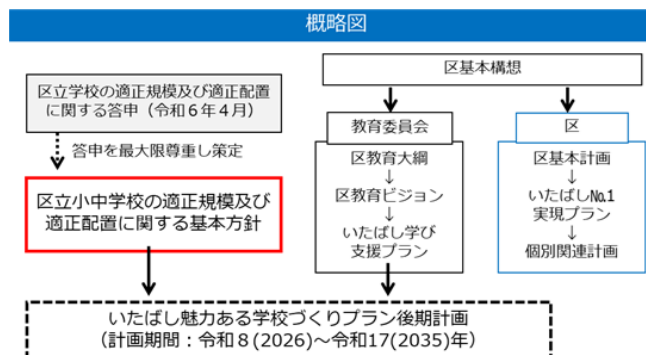 概略図
区立学校の適正規模及び適正配置
に関する答申（令和６年４月）
答申を最大限尊重し策定
区立小中学校の適正規模及び
適正配置に関する基本方針
区基本構想
教育委員会
区教育大綱
↓
区教育ビジョン
↓
いたばし学び
支援プラン
区
区基本計画
↓
いたばし№1
実現プラン
↓
個別関連計画
いたばし魅力ある学校づくりプラン後期計画
（計画期間：令和８(2026)～令和17(2035)年）